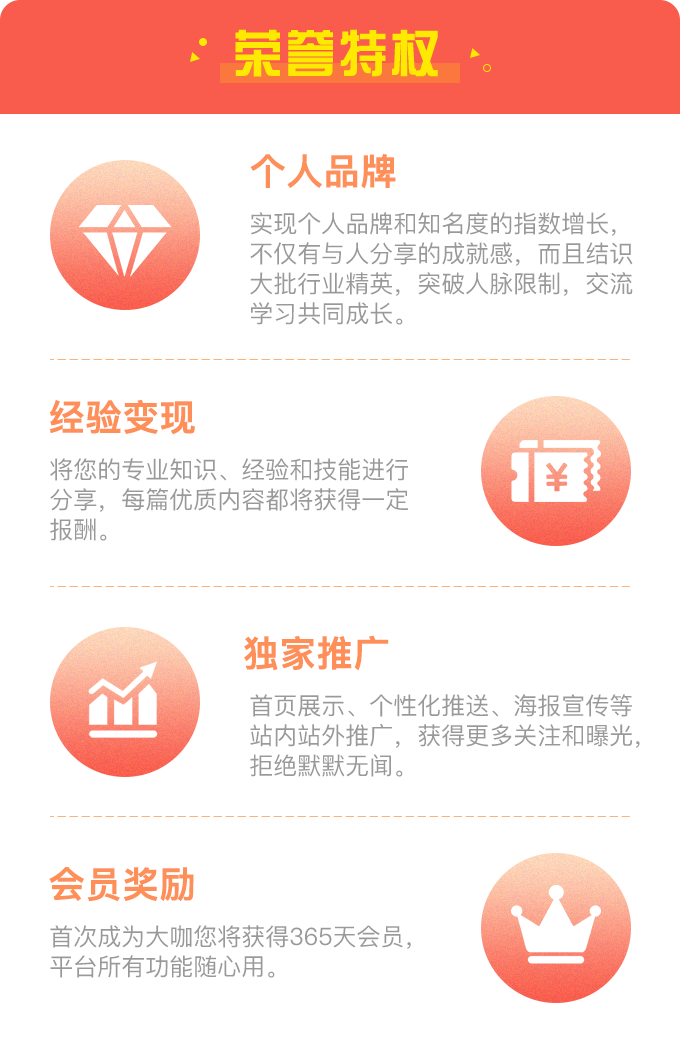 荣誉特权
个人品牌
实现个人品牌和知名度的指数增长，
不仅有与人分享的成就感，而且结识
大批行业精英，突破人脉限制，交流
学习共同成长。
经验变现
将您的专业知识、经验和技能进行
分享，每篇优质内容都将获得一定
报酬。
¥
独家推广
首页展示、个性化推送、海报宣传等
站内站外推广，获得更多关注和曝光，
拒绝默默无闻。
会员奖励
首次成为大咖您将获得365天会员，
平台所有功能随心用。